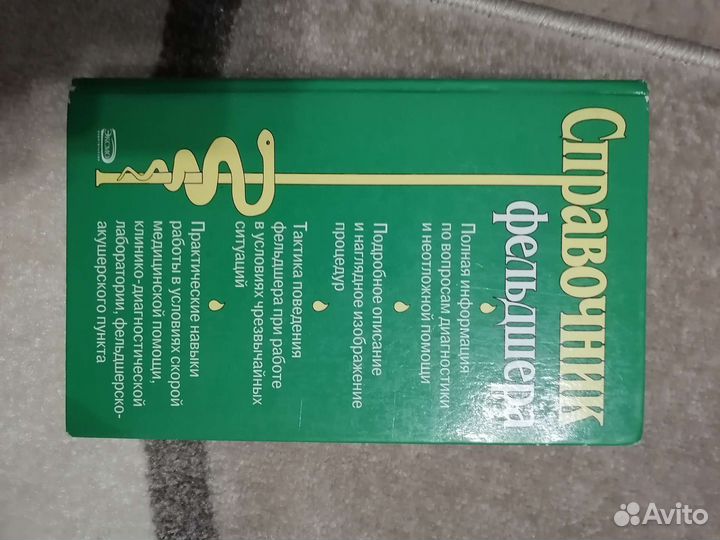 Справочник
фельдшера
Полная информация
по вопросам диагностики
и неотложной помощи
Подробное описание
и наглядное изображение
процедур
Тактика поведения
фельдшера при работе
в условиях чрезвычайных
ситуаций
Практические навыки
работы в условиях скорой
медицинской помощи,
клинико-диагностической
лаборатории, фельдшерско-
акушерского пункта
ЭКСМО
Avito